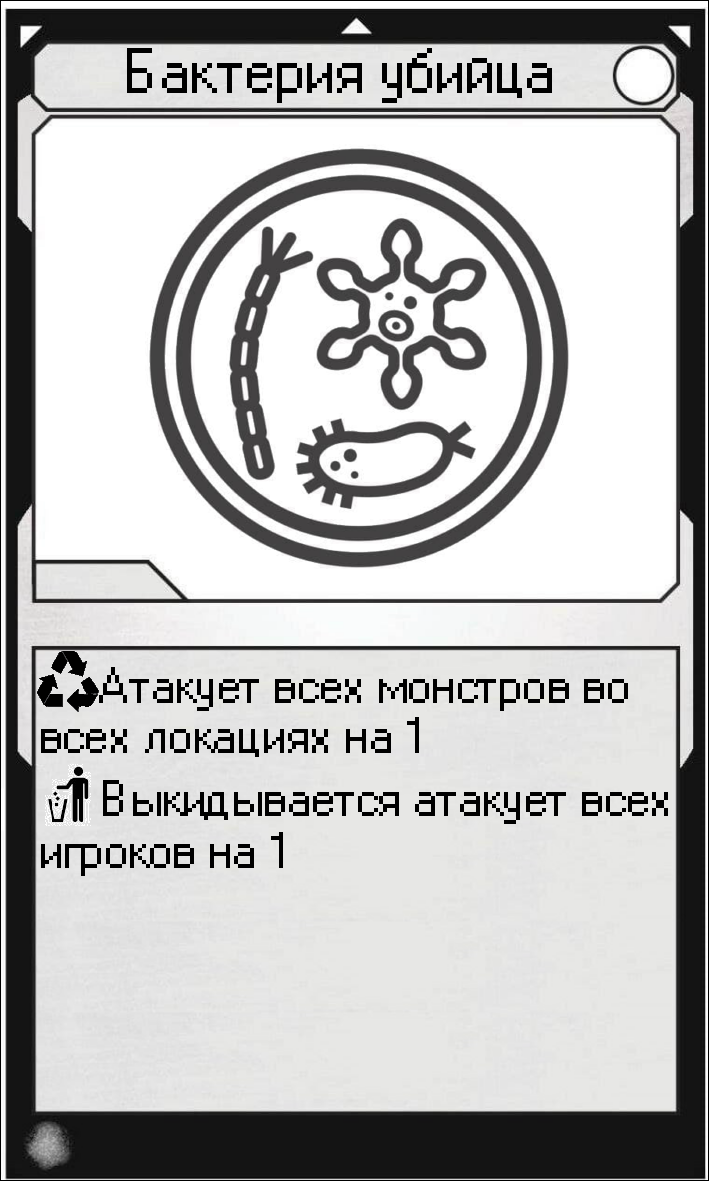 Бактерия убийца
Атакует всех монстров во
всех локациях на 1
Выкидывается атакует всех
игроков на 1